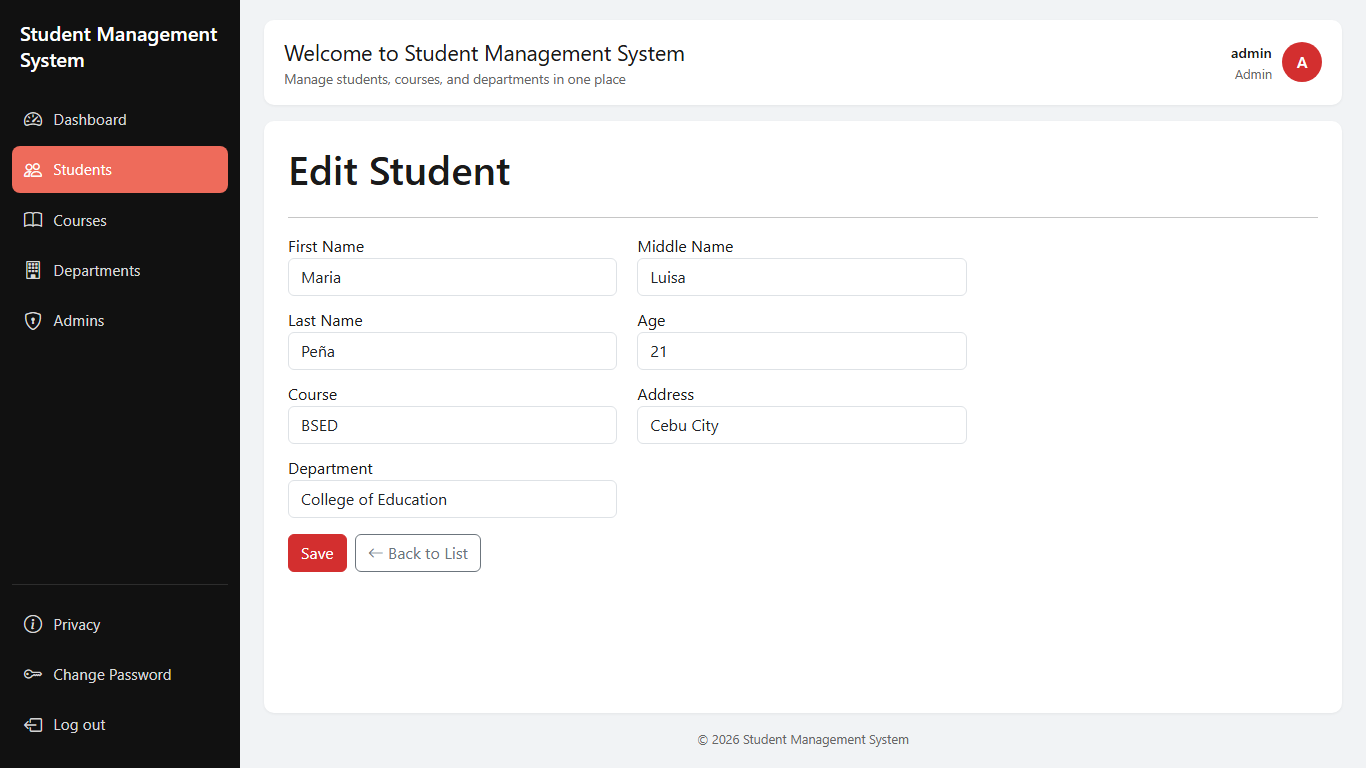 Student Management
System
Dashboard
Students
Courses
Departments
Admins
Privacy
Change Password
Log out
Welcome to Student Management System
Manage students, courses, and departments in one place
admin
Admin
A
Edit Student
First Name
Maria
Middle Name
Luisa
Last Name
Peña
Age
21
Course
BSED
Address
Cebu City
Department
College of Education
Save
← Back to List
© 2026 Student Management System